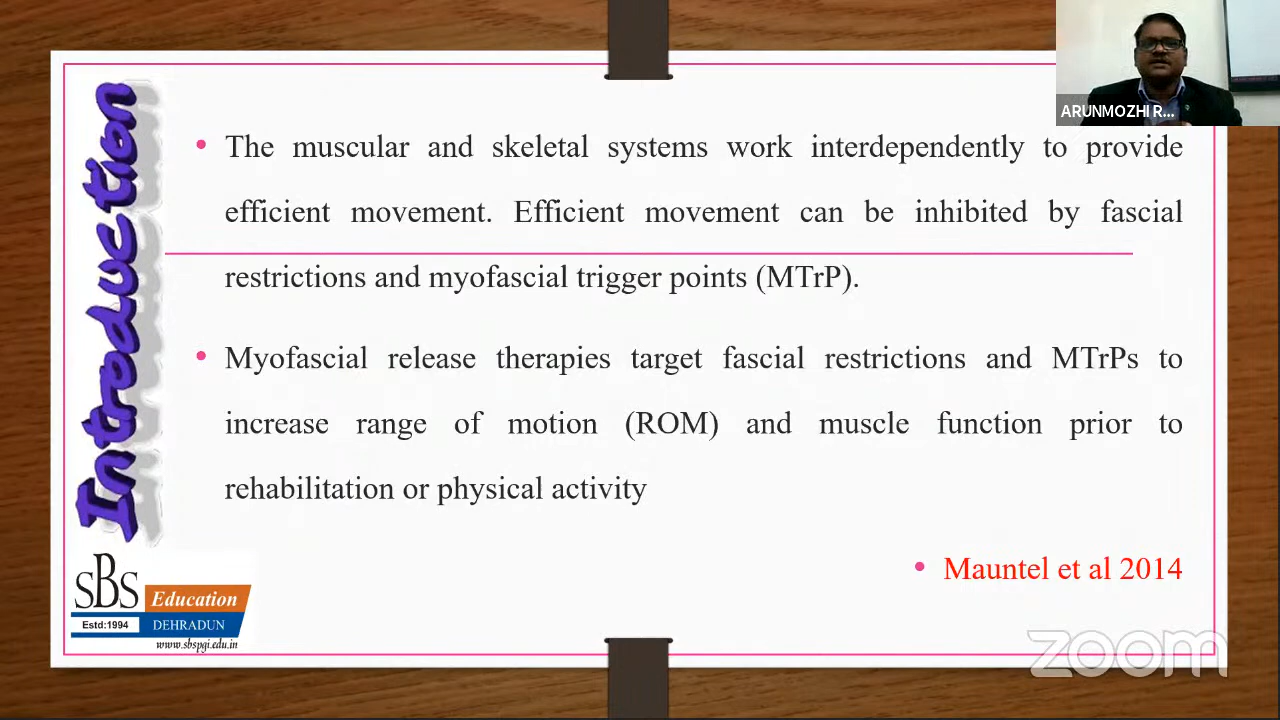 ARUNMOZHI R...
Introduction
• The muscular and skeletal systems work interdependently to provide
efficient movement. Efficient movement can be inhibited by fascial
restrictions and myofascial trigger points (MTrP).
• Myofascial release therapies target fascial restrictions and MTrPs to
increase range of motion (ROM) and muscle function prior to
rehabilitation or physical activity
• Mauntel et al 2014
SBS
Education
Estd:1994
DEHRADUN
www.sbspgi.edu.in
zoom